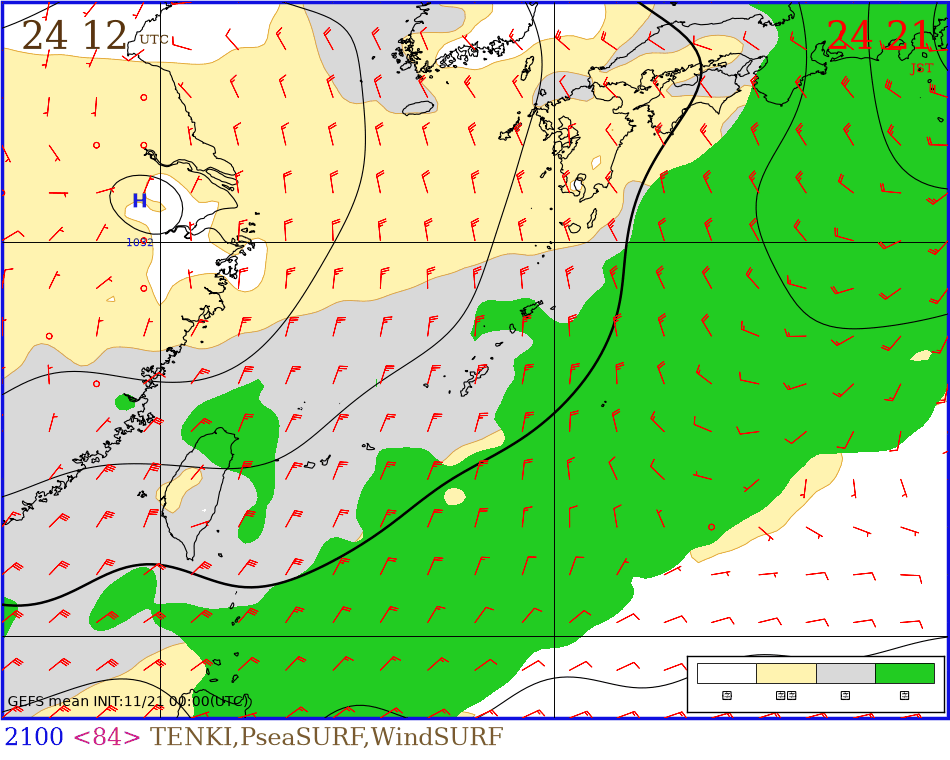 24 12 UTC
24 21 JST
H
1032
GEFS mean INIT:11/21 00:00(UTC)
2100 <84> TENKI,PseaSURF,WindSURF